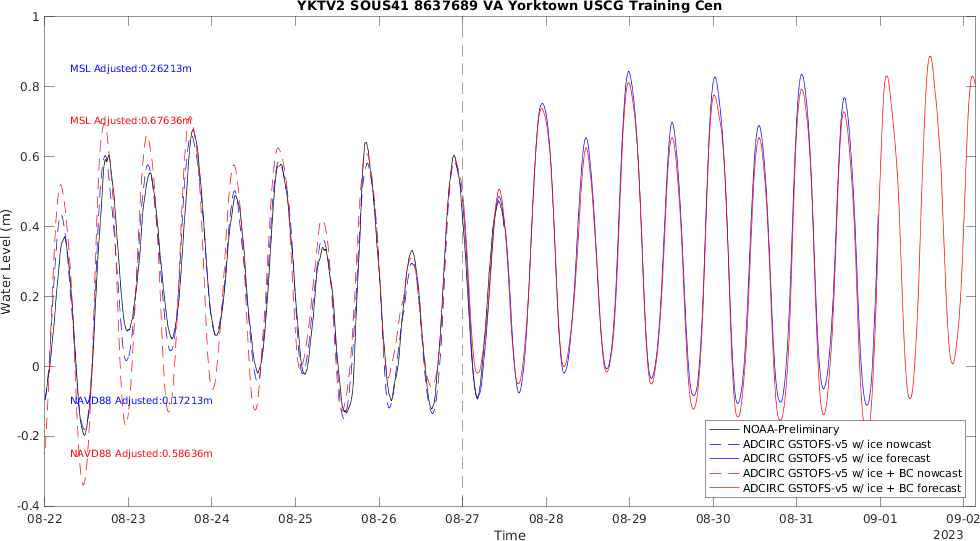 YKTV2 SOUS41 8637689 VA Yorktown USCG Training Cen
1
0.8
0.6
0.4
0.2
0
-0.2
-0.4
Water Level (m)
MSL Adjusted:0.26213m
MSL Adjusted:0.67636m
NAVD88 Adjusted:0.17213m
NAVD88 Adjusted:0.58636m
NOAA-Preliminary
ADCIRC GSTOFS-v5 w/ ice nowcast
ADCIRC GSTOFS-v5 w/ ice forecast
ADCIRC GSTOFS-v5 w/ ice + BC nowcast
ADCIRC GSTOFS-v5 w/ ice + BC forecast
08-22 08-23 08-24 08-25 08-26 08-27 08-28 08-29 08-30 08-31 09-01 09-02
Time
2023